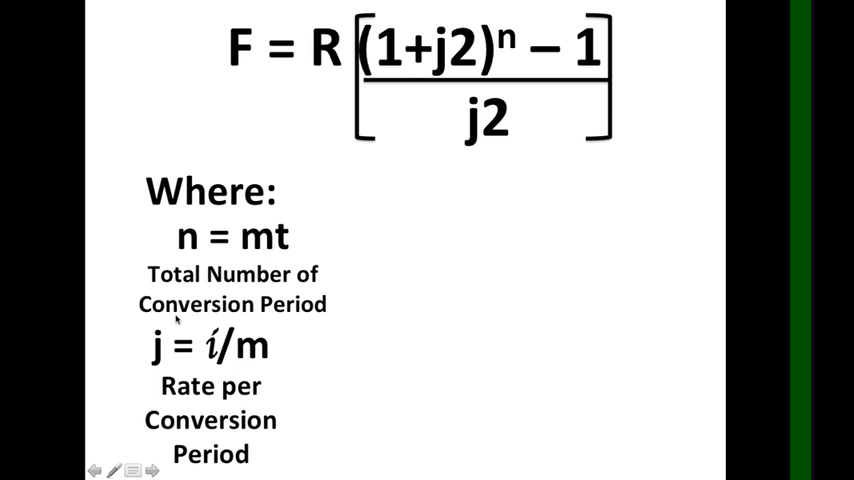 F = R [(1+j2)ⁿ – 1]
j2
Where:
n = mt
Total Number of
Conversion Period
j = í/m
Rate per
Conversion
Period